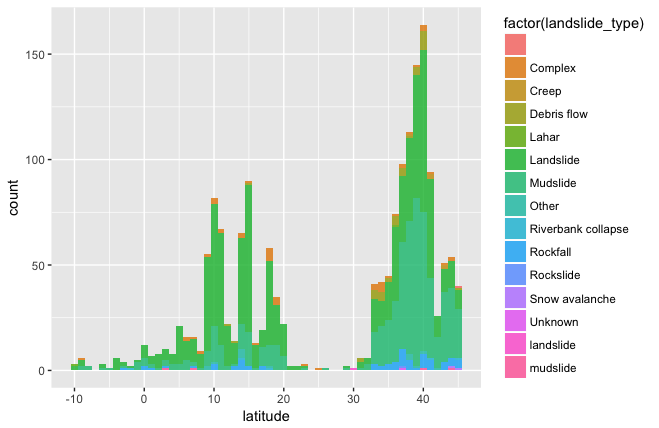 factor(landslide_type)
Complex
Creep
Debris flow
Lahar
Landslide
Mudslide
Other
Riverbank collapse
Rockfall
Rockslide
Snow avalanche
Unknown
landslide
mudslide
150
100
50
0
count
-10 0 10 20 30 40
latitude